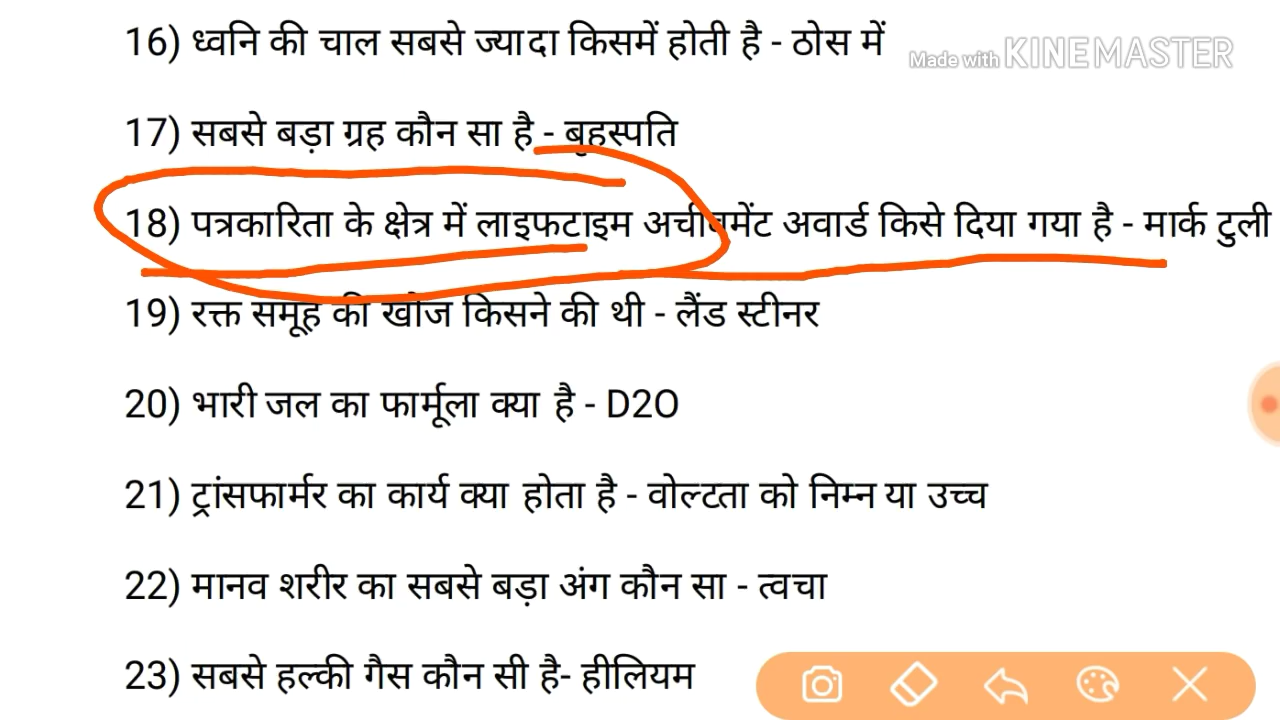 16) ध्वनि की चाल सबसे ज्यादा किसमें होती है - ठोस में
Made with KINEMASTER
17) सबसे बड़ा ग्रह कौन सा है - बृहस्पति
18) पत्रकारिता के क्षेत्र में लाइफटाइम अचीवमेंट अवार्ड किसे दिया गया है - मार्क टुली
19) रक्त समूह की खोज किसने की थी - लैंड स्टीनर
20) भारी जल का फार्मूला क्या है - D2O
21) ट्रांसफार्मर का कार्य क्या होता है - वोल्टता को निम्न या उच्च
22) मानव शरीर का सबसे बड़ा अंग कौन सा - त्वचा
23) सबसे हल्की गैस कौन सी है- हीलियम